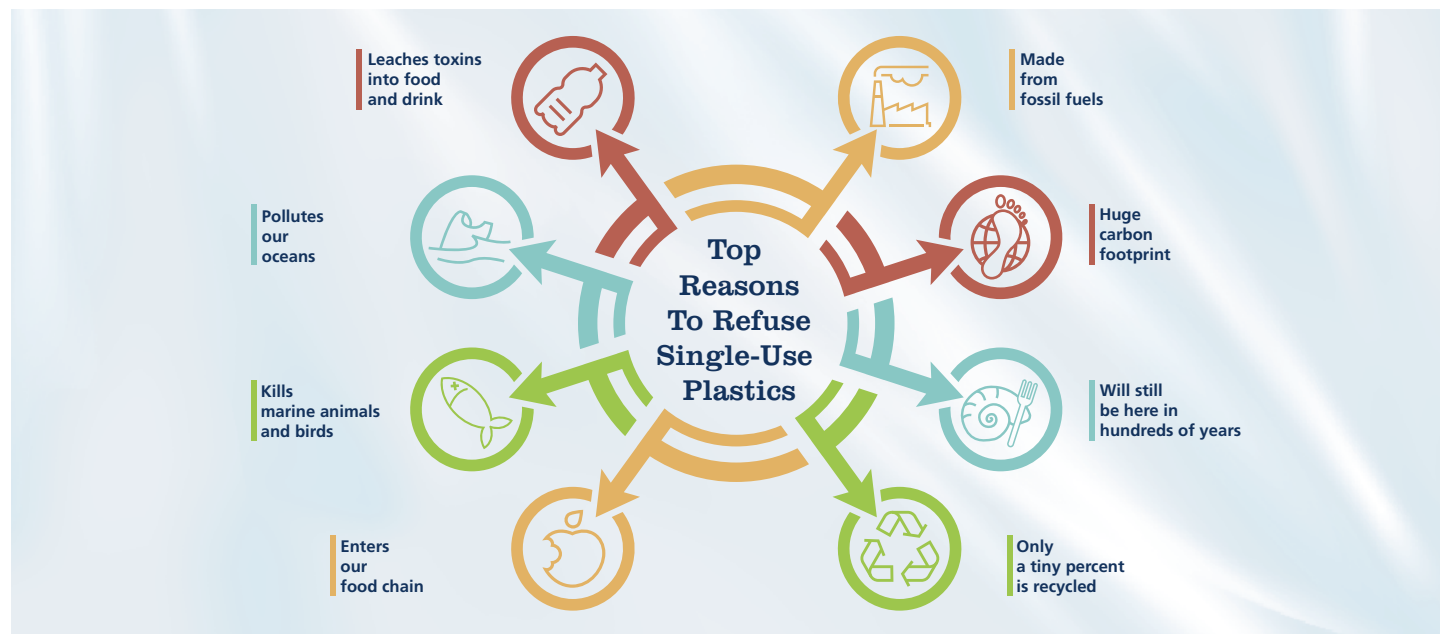 Top
Reasons
To Refuse
Single-Use
Plastics
Made
from
fossil fuels
Huge
carbon
footprint
Will still
be here in
hundreds of years
Only
a tiny percent
is recycled
Enters
our
food chain
Kills
marine animals
and birds
Pollutes
our
oceans
Leaches toxins
into food
and drink